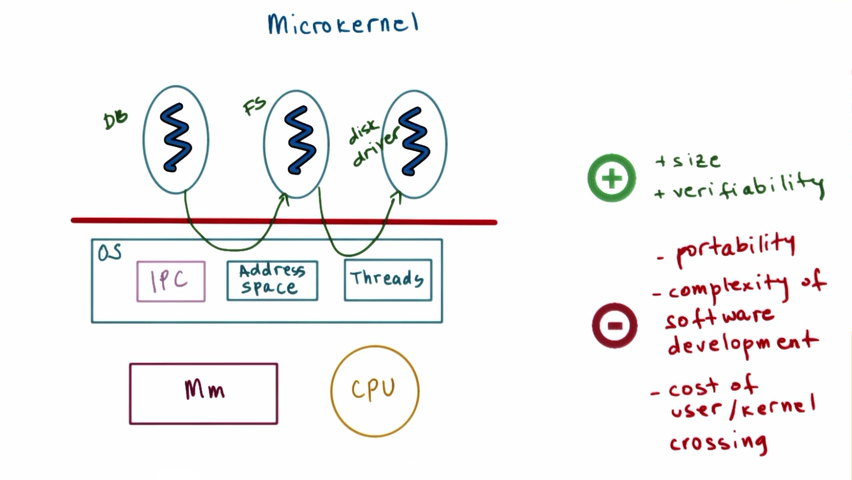 Microkernel
DB
FS
disk
driver
OS
IPC
Address
space
Threads
Mm
CPU
+
+ size
+ verifiability
-
- portability
- complexity of
software
development
- cost of
user/kernel
crossing